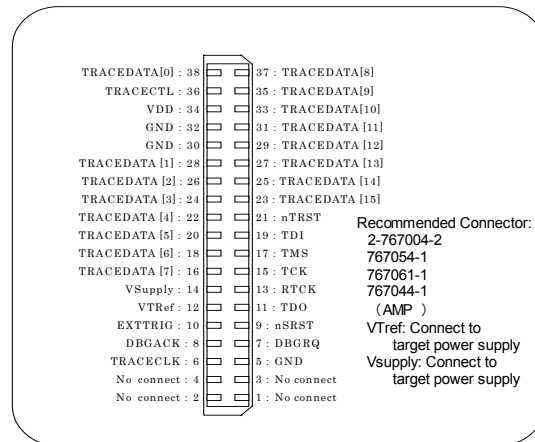 TRACEDATA[0] : 38 37 : TRACEDATA[8]
TRACECTL : 36 35 : TRACEDATA[9]
VDD : 34 33 : TRACEDATA[10]
GND : 32 31 : TRACEDATA [11]
GND : 30 29 : TRACEDATA [12]
TRACEDATA [1] : 28 27 : TRACEDATA [13]
TRACEDATA [2] : 26 25 : TRACEDATA [14]
TRACEDATA [3] : 24 23 : TRACEDATA [15]
TRACEDATA [4] : 22 21 : nTRST
TRACEDATA [5] : 20 19 : TDI
TRACEDATA [6] : 18 17 : TMS
TRACEDATA [7] : 16 15 : TCK
VSupply : 14 13 : RTCK
VTRef : 12 11 : TDO
EXTTRIG : 10 9 : nSRST
DBGACK : 8 7 : DBGRQ
TRACECLK : 6 5 : GND
No connect : 4 3 : No connect
No connect : 2 1 : No connect
Recommended Connector:
2-767004-2
767054-1
767061-1
767044-1
（AMP ）
VTref: Connect to
target power supply
Vsupply: Connect to
target power supply